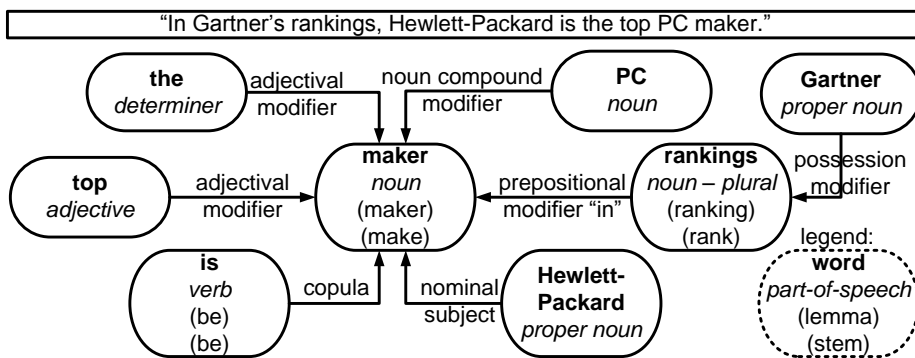 “In Gartner’s rankings, Hewlett-Packard is the top PC maker.”
the
determiner
adjectival
modifier
noun compound
modifier
PC
noun
Gartner
proper noun
top
adjective
adjectival
modifier
maker
noun
(maker)
(make)
prepositional
modifier “in”
rankings
noun – plural
(ranking)
(rank)
possession
modifier
is
verb
(be)
(be)
copula
nominal
subject
Hewlett-
Packard
proper noun
legend:
word
part-of-speech
(lemma)
(stem)